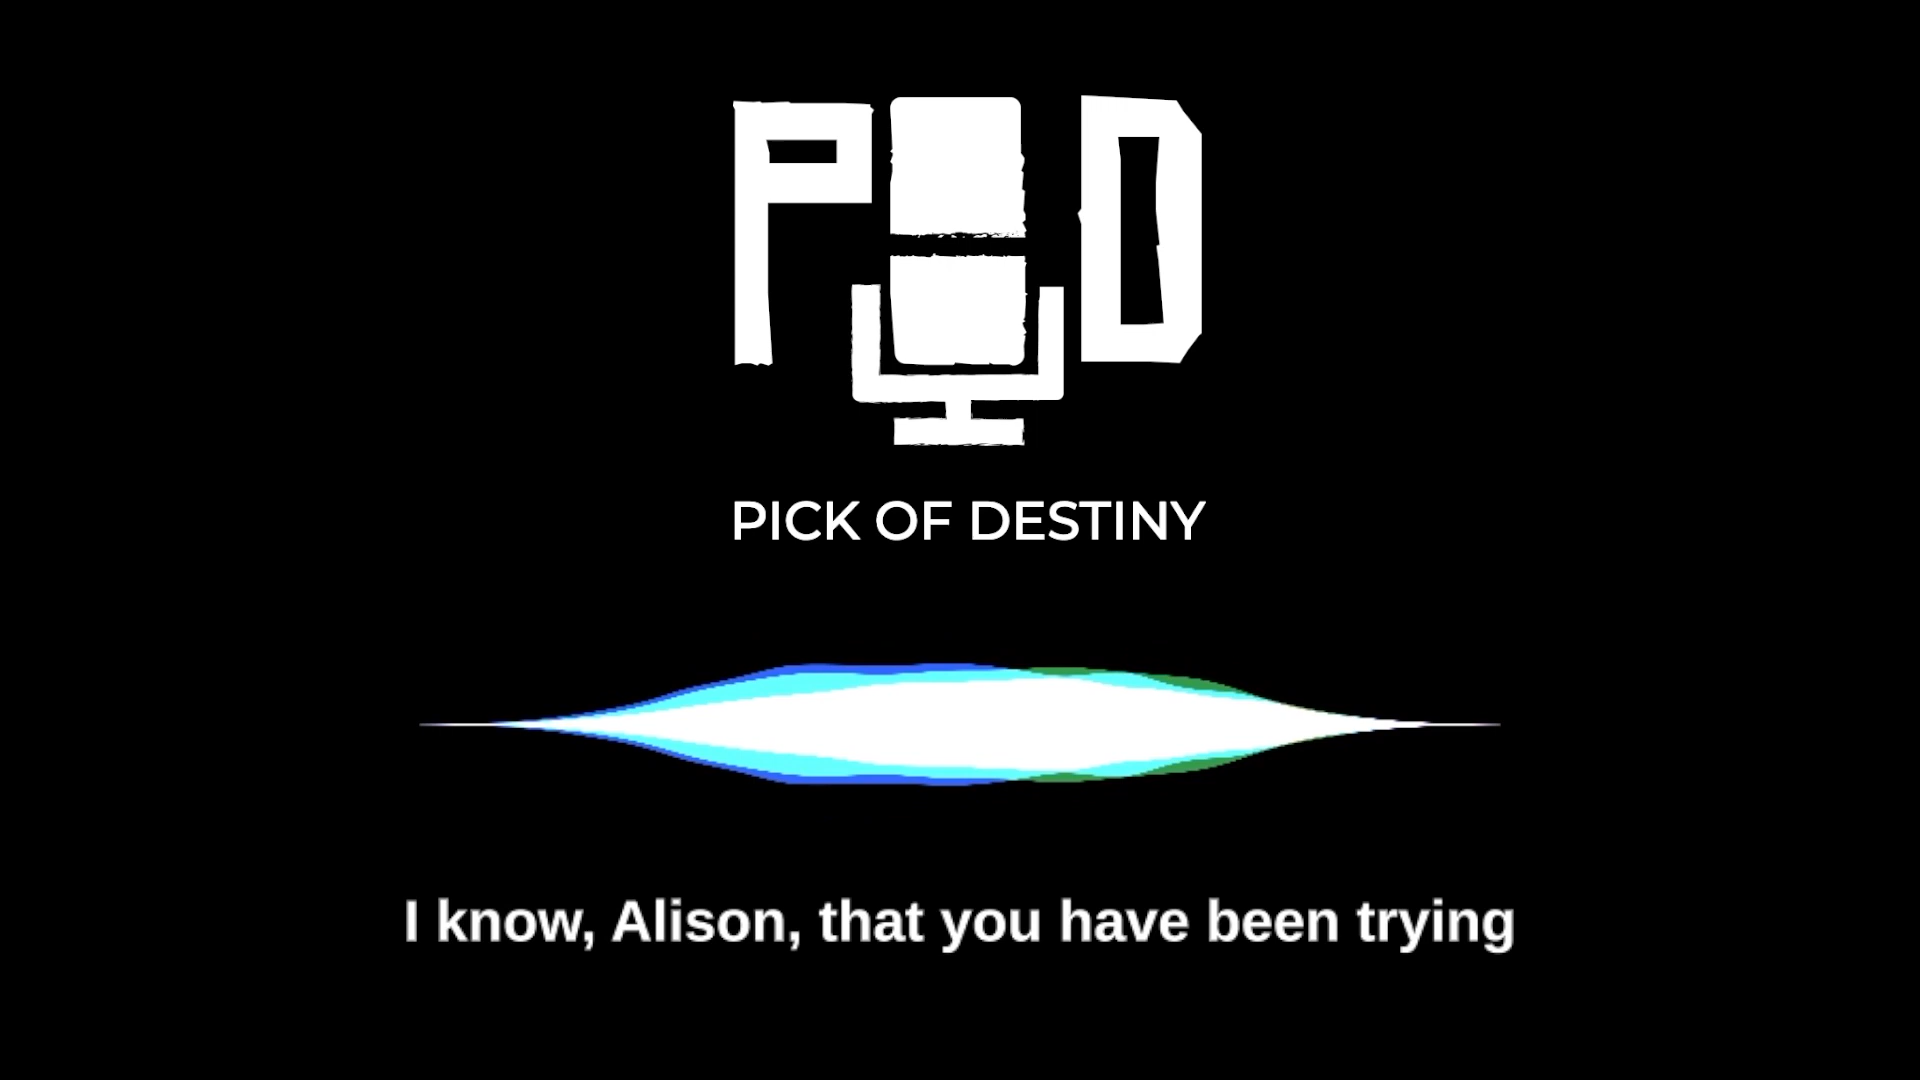 POD
PICK OF DESTINY
I know, Alison, that you have been trying